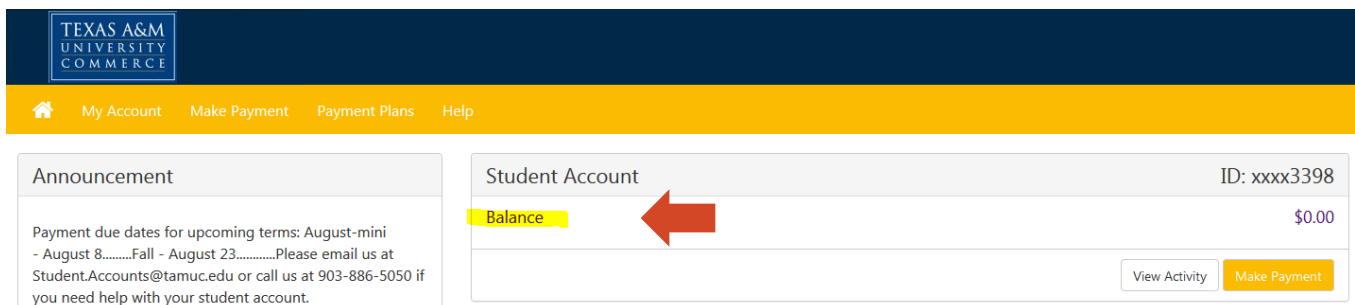 TEXAS A&M
UNIVERSITY
COMMERCE
My Account Make Payment Payment Plans Help
Announcement
Payment due dates for upcoming terms: August-mini
- August 8.........Fall - August 23............Please email us at
Student.Accounts@tamuc.edu or call us at 903-886-5050 if
you need help with your student account.
Student Account ID: xxxx3398
Balance $0.00
View Activity Make Payment